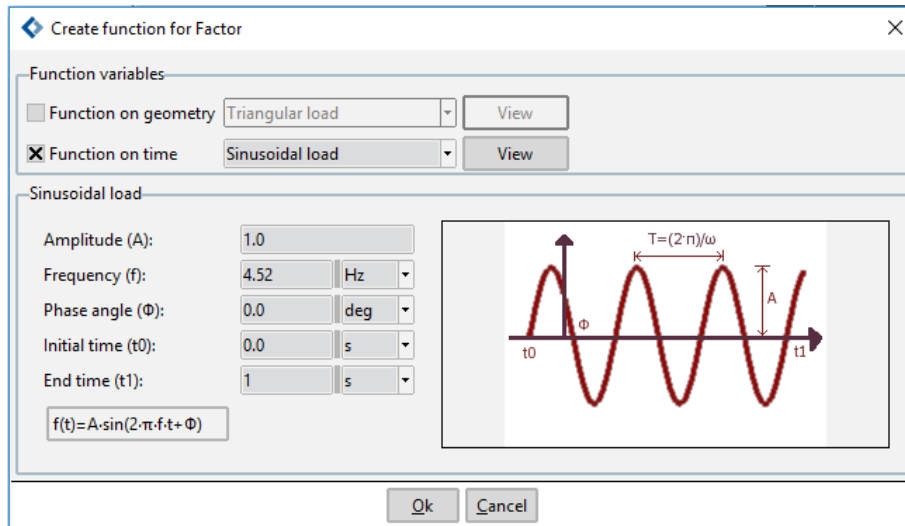 Create function for Factor
Function variables
Function on geometry Triangular load View
Function on time Sinusoidal load View
Sinusoidal load
Amplitude (A): 1.0
Frequency (f): 4.52 Hz
Phase angle (Φ): 0.0 deg
Initial time (t0): 0.0 s
End time (t1): 1 s
f(t)=A·sin(2·π·f·t+Φ)
T=(2·π)/ω
A
Φ
t0
t1
Ok Cancel